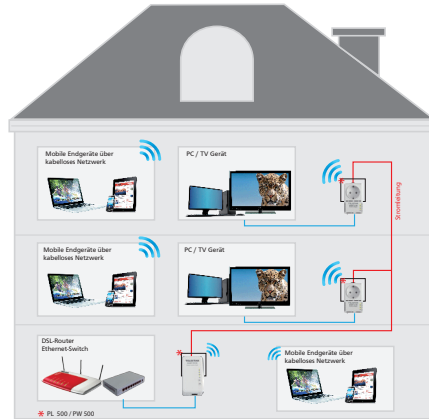 Mobile Endgeräte über
kabelloses Netzwerk
PC / TV Gerät
Stromleitung
Mobile Endgeräte über
kabelloses Netzwerk
PC / TV Gerät
DSL-Router
Ethernet-Switch
Mobile Endgeräte über
kabelloses Netzwerk
* PL 500 / PW 500